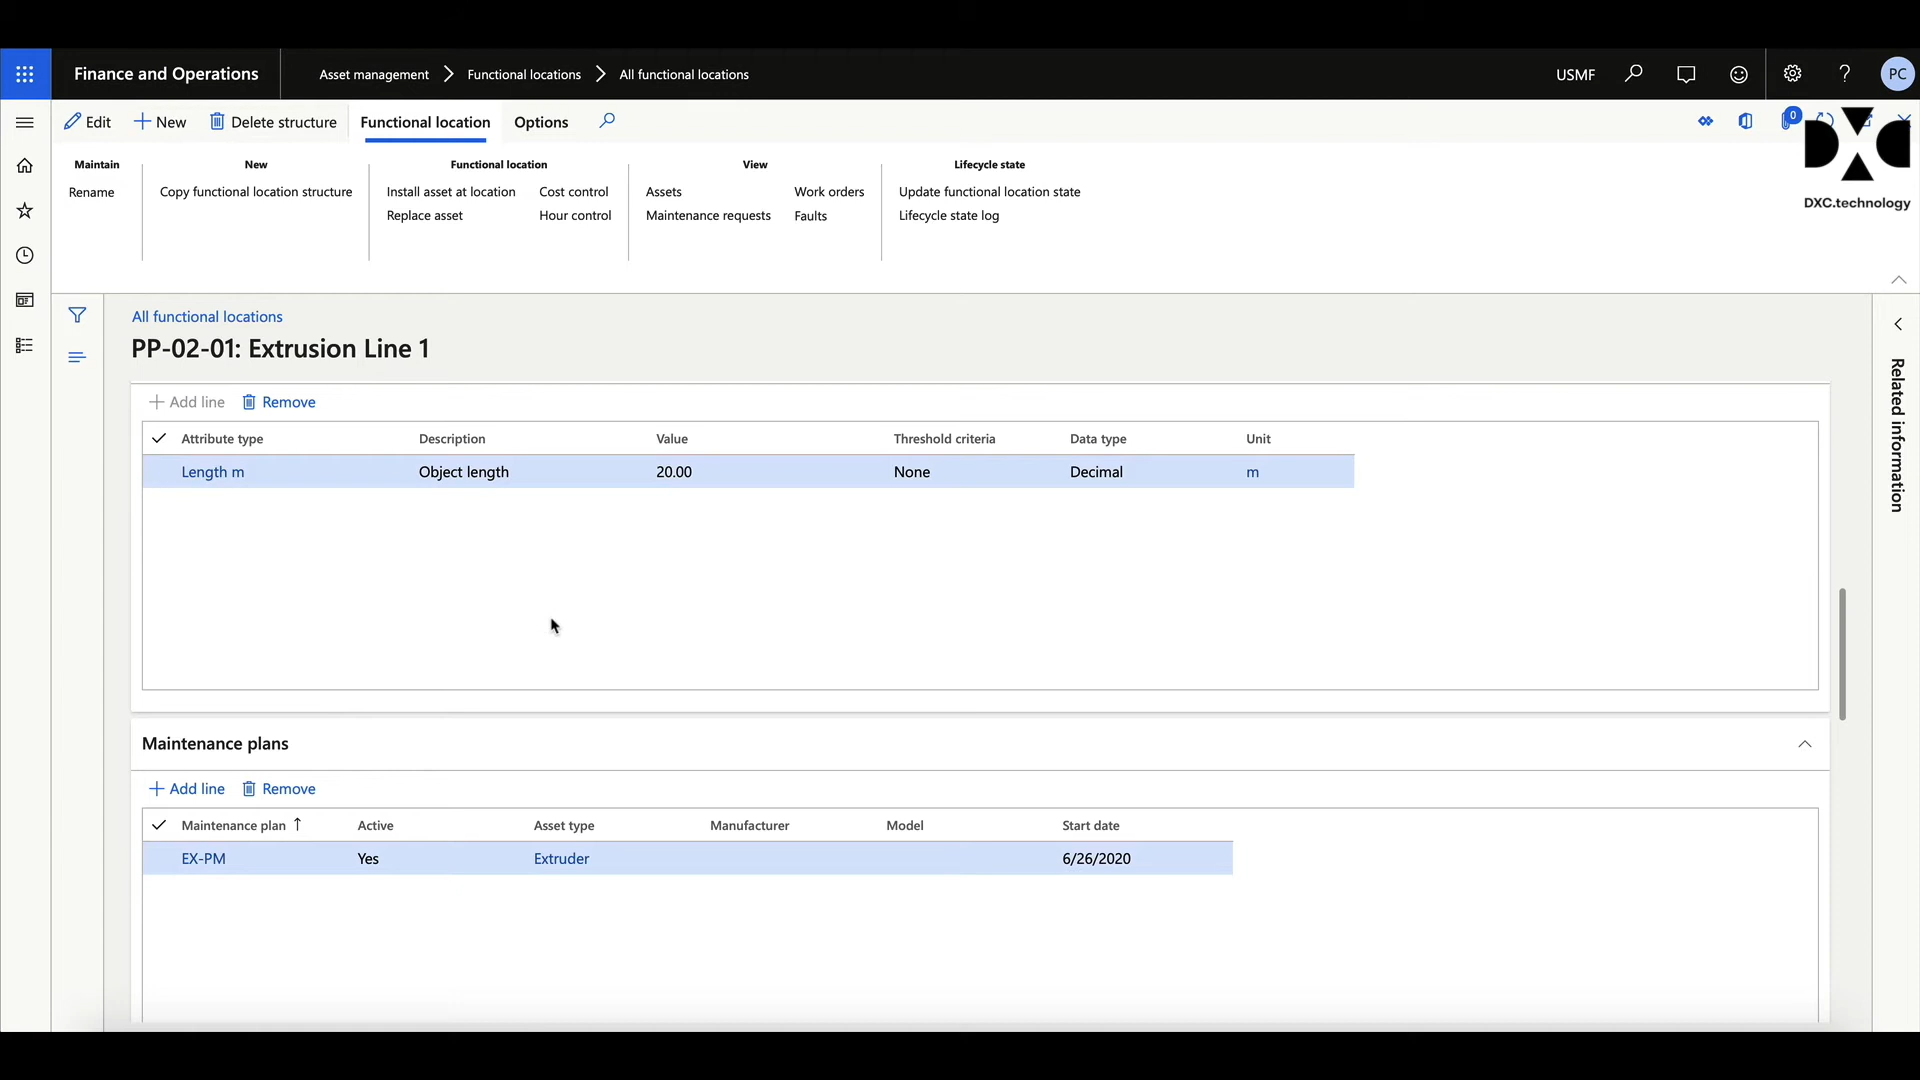 Finance and Operations
Asset management
Functional locations
All functional locations
USMF
?
PC
Edit
New
Delete structure
Functional location
Options
0
DXC
DXC.technology
Maintain
New
Functional location
View
Lifecycle state
Rename
Copy functional location structure
Install asset at location
Cost control
Assets
Work orders
Update functional location state
Replace asset
Hour control
Maintenance requests
Faults
Lifecycle state log
All functional locations
PP-02-01: Extrusion Line 1
Related information
Add line
Remove
Attribute type
Description
Value
Threshold criteria
Data type
Unit
Length m
Object length
20.00
None
Decimal
m
Maintenance plans
Add line
Remove
Maintenance plan
Active
Asset type
Manufacturer
Model
Start date
EX-PM
Yes
Extruder
6/26/2020